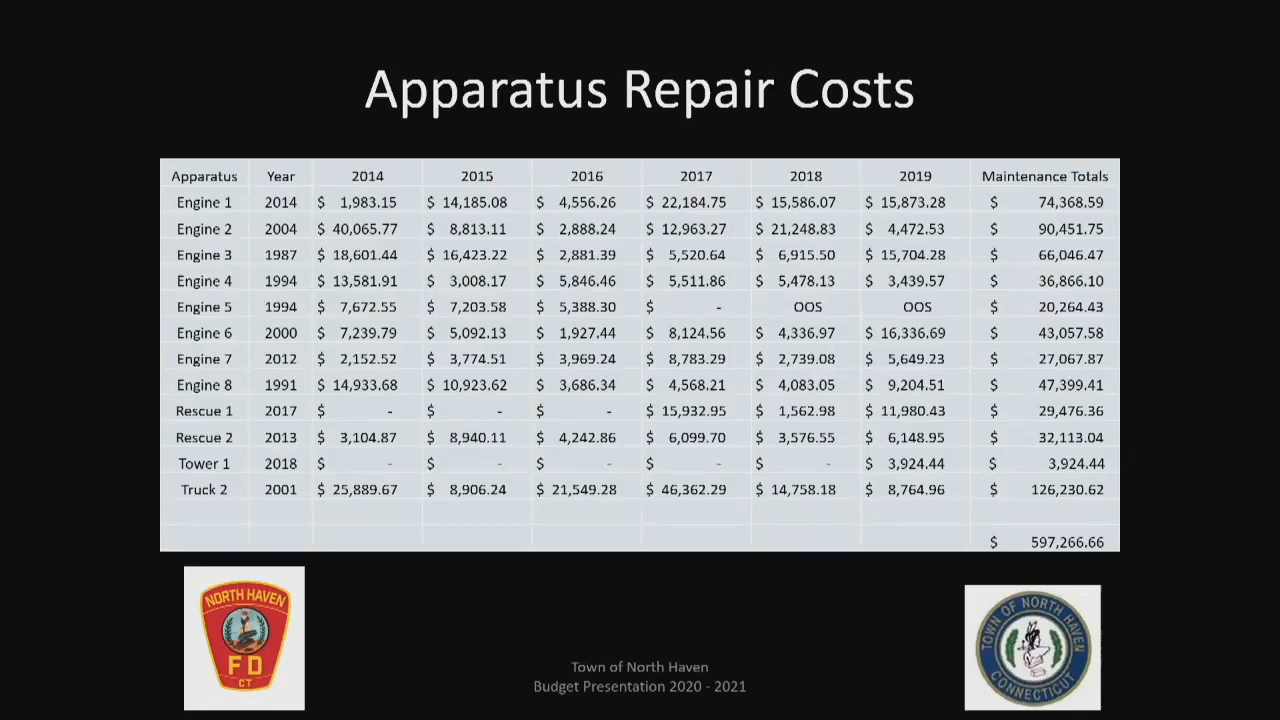 Apparatus Repair Costs
Apparatus Year 2014 2015 2016 2017 2018 2019 Maintenance Totals
Engine 1 2014 $ 1,983.15 $ 14,185.08 $ 4,556.26 $ 22,184.75 $ 15,586.07 $ 15,873.28 $ 74,368.59
Engine 2 2004 $ 40,065.77 $ 8,813.11 $ 2,888.24 $ 12,963.27 $ 21,248.83 $ 4,472.53 $ 90,451.75
Engine 3 1987 $ 18,601.44 $ 16,423.22 $ 2,881.39 $ 5,520.64 $ 6,915.50 $ 15,704.28 $ 66,046.47
Engine 4 1994 $ 13,581.91 $ 3,008.17 $ 5,846.46 $ 5,511.86 $ 5,478.13 $ 3,439.57 $ 36,866.10
Engine 5 1994 $ 7,672.55 $ 7,203.58 $ 5,388.30 $ - OOS OOS $ 20,264.43
Engine 6 2000 $ 7,239.79 $ 5,092.13 $ 1,927.44 $ 8,124.56 $ 4,336.97 $ 16,336.69 $ 43,057.58
Engine 7 2012 $ 2,152.52 $ 3,774.51 $ 3,969.24 $ 8,783.29 $ 2,739.08 $ 5,649.23 $ 27,067.87
Engine 8 1991 $ 14,933.68 $ 10,923.62 $ 3,686.34 $ 4,568.21 $ 4,083.05 $ 9,204.51 $ 47,399.41
Rescue 1 2017 $ - $ - $ - $ 15,932.95 $ 1,562.98 $ 11,980.43 $ 29,476.36
Rescue 2 2013 $ 3,104.87 $ 8,940.11 $ 4,242.86 $ 6,099.70 $ 3,576.55 $ 6,148.95 $ 32,113.04
Tower 1 2018 $ - $ - $ - $ - $ - $ 3,924.44 $ 3,924.44
Truck 2 2001 $ 25,889.67 $ 8,906.24 $ 21,549.28 $ 46,362.29 $ 14,758.18 $ 8,764.96 $ 126,230.62
$ 597,266.66
NORTH HAVEN
FD
CT
Town of North Haven
Budget Presentation 2020 - 2021
TOWN OF NORTH HAVEN
CONNECTICUT